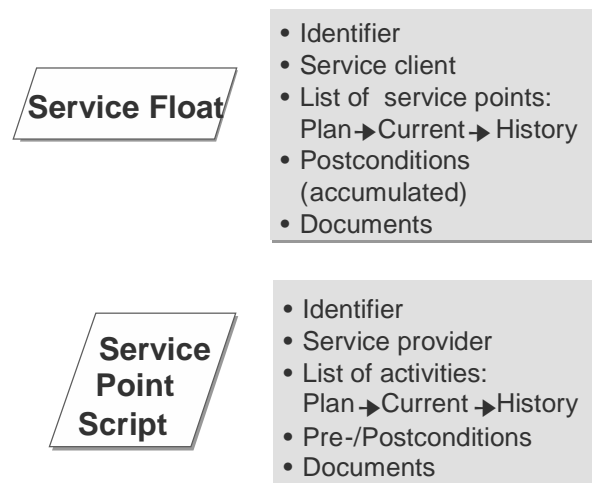 Service Float
• Identifier
• Service client
• List of service points:
Plan→Current→ History
• Postconditions
(accumulated)
• Documents
Service
Point
Script
• Identifier
• Service provider
• List of activities:
Plan→Current→History
• Pre-/Postconditions
• Documents